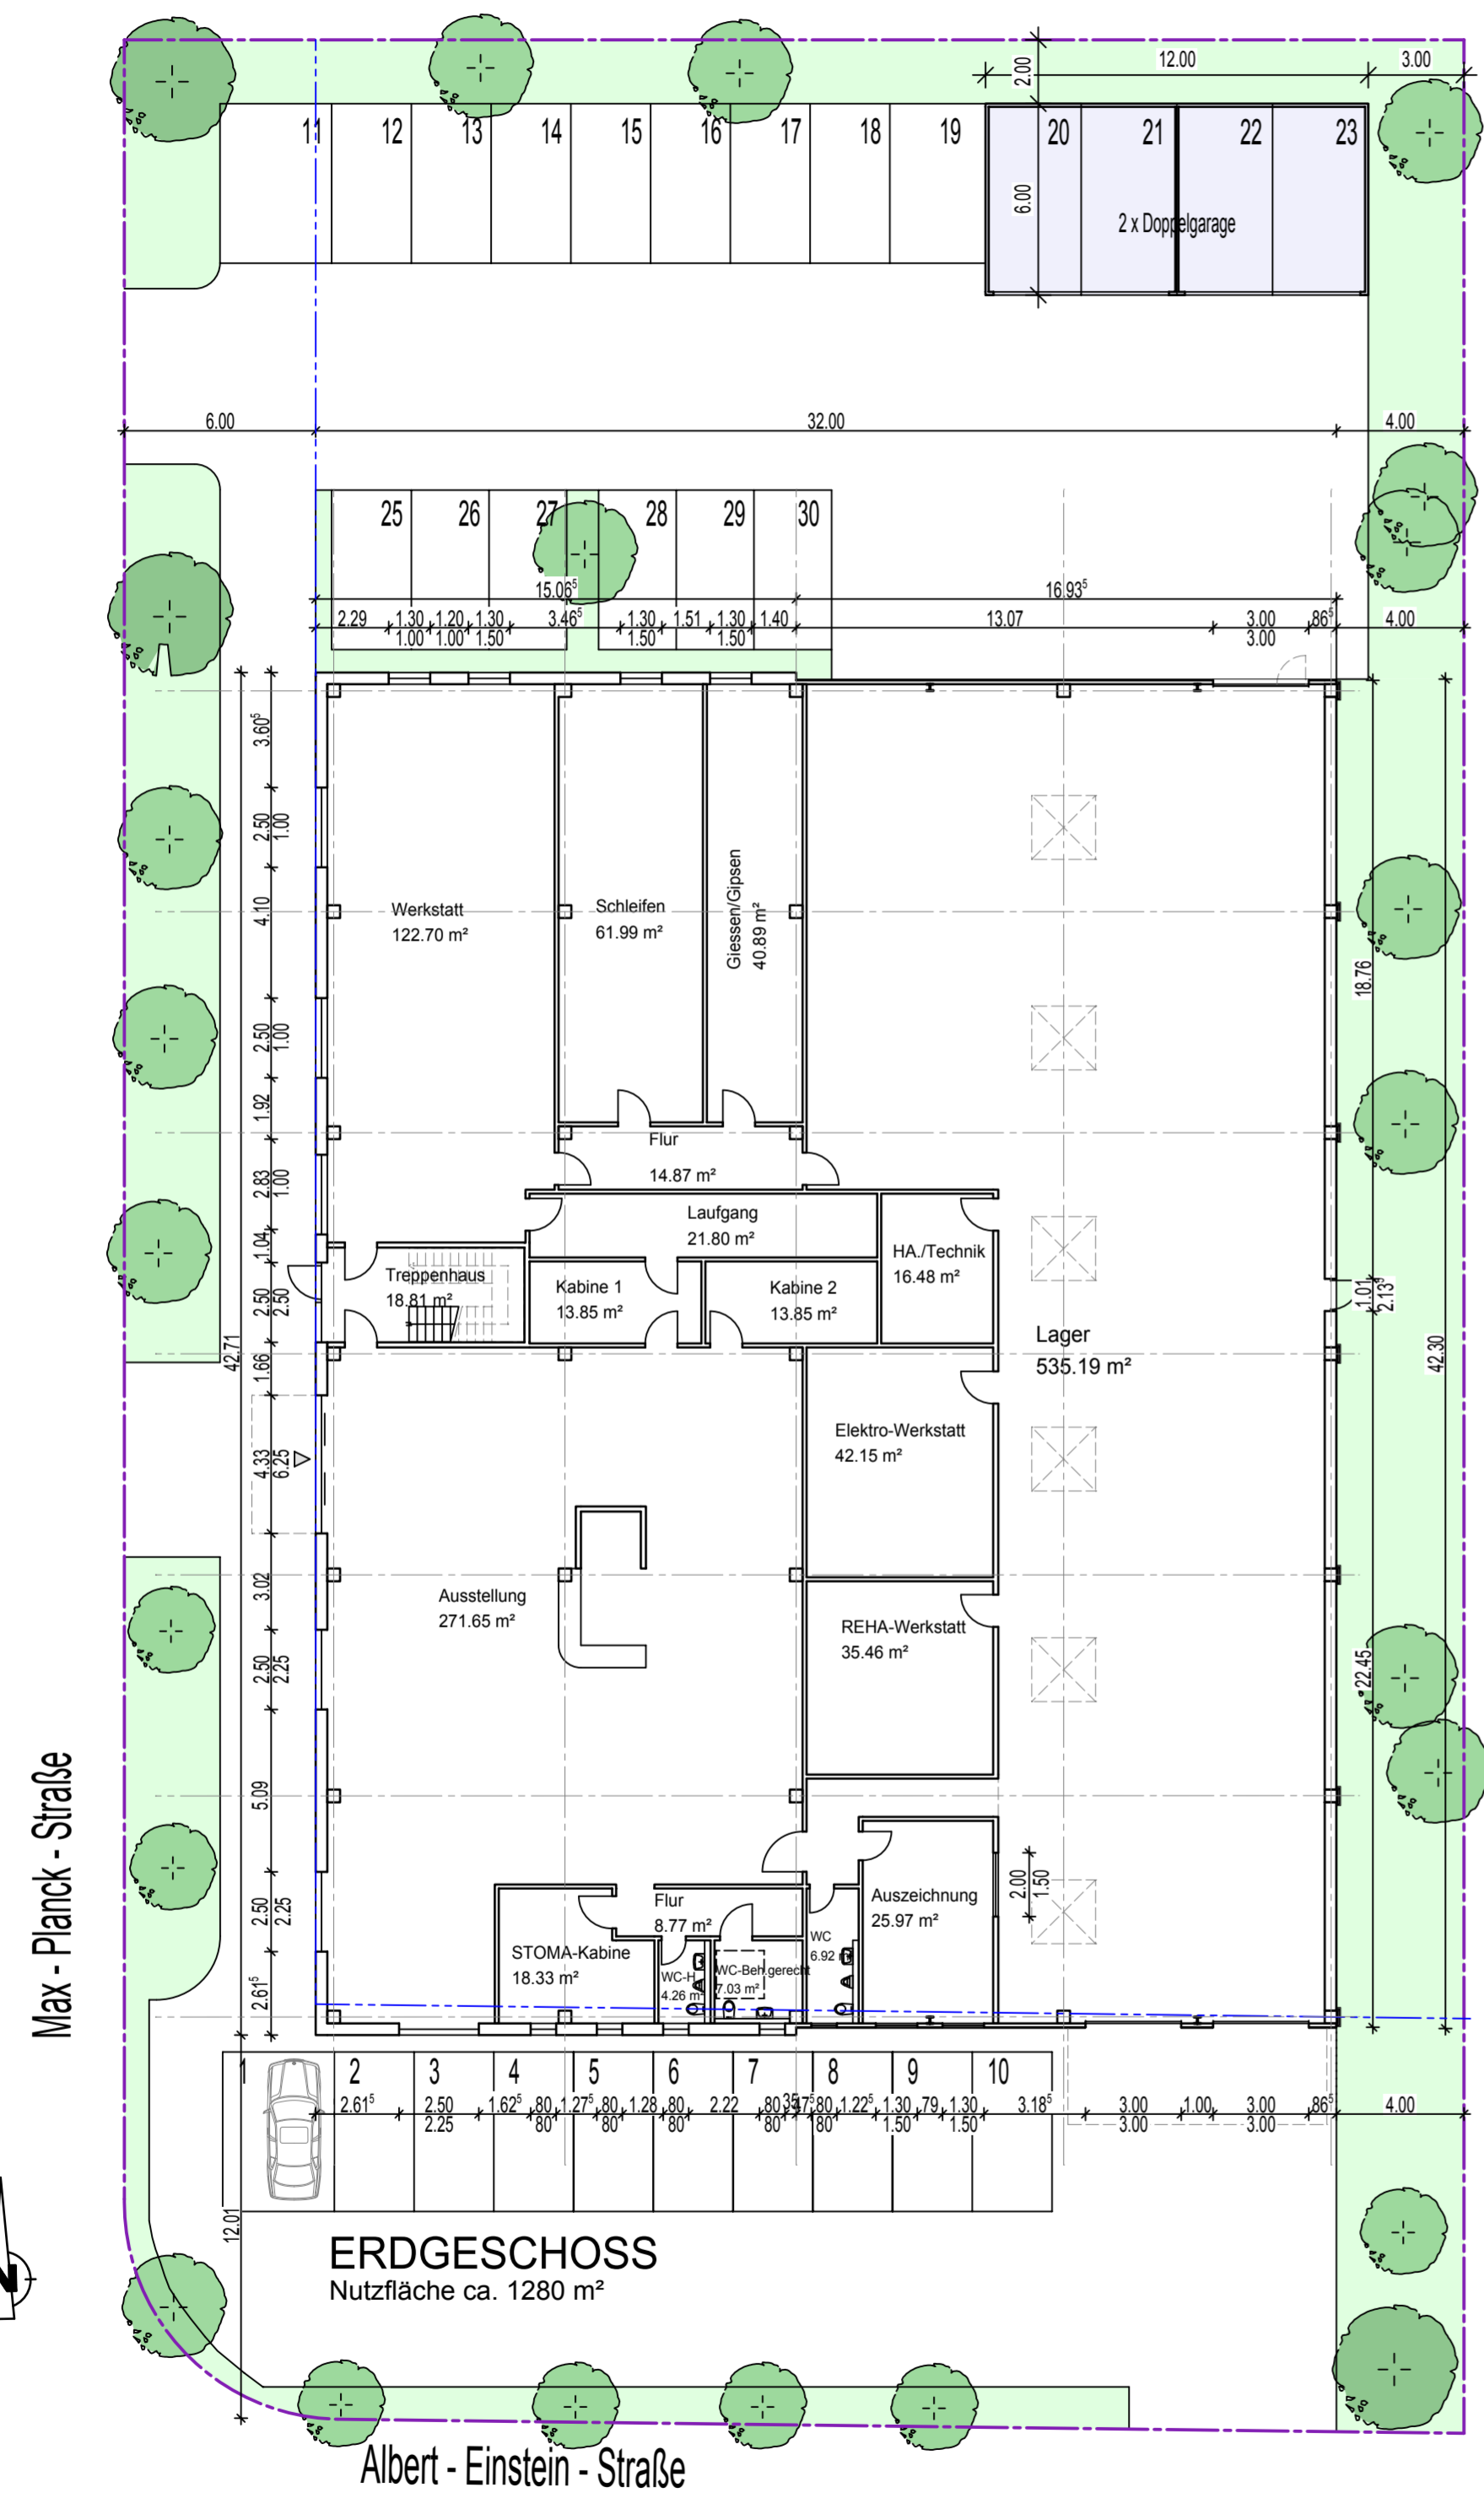 2.00
12.00
3.00
11 12 13 14 15 16 17 18 19 20 21 22 23
6.00
2 x Doppelgarage
6.00
32.00
4.00
25 26 27 28 29 30
15.06⁵
16.93⁵
2.29 1.30 1.20 1.30 3.46⁵ 1.30 1.51 1.30 1.40 13.07 3.00 86⁵ 4.00
1.00 1.00 1.50 1.50 1.50 3.00
3.60⁵
2.50
1.00
4.10
2.50
1.00
1.92
2.83
1.00
1.04
2.50
2.50
1.66
4.33
6.25
3.02
2.50
2.25
5.09
2.50
2.25
2.61⁵
42.71
12.01
Werkstatt
122.70 m²
Schleifen
61.99 m²
Giessen/Gipsen
40.89 m²
Flur
14.87 m²
Laufgang
21.80 m²
HA./Technik
16.48 m²
Treppenhaus
18.81 m²
Kabine 1
13.85 m²
Kabine 2
13.85 m²
Lager
535.19 m²
18.76
1.01
2.13⁵
42.30
22.45
Elektro-Werkstatt
42.15 m²
Ausstellung
271.65 m²
REHA-Werkstatt
35.46 m²
Auszeichnung
25.97 m²
2.00
1.50
Flur
8.77 m²
STOMA-Kabine
18.33 m²
WC-H
4.26 m²
WC-Beh.gerecht
7.03 m²
WC
6.92 m²
1 2 3 4 5 6 7 8 9 10
2.61⁵ 2.50 1.62⁵ 80 1.27⁵ 80 1.28 80 2.22 80 80 1.22⁵ 1.30 79 1.30 3.18⁵ 3.00 1.00 3.00 86⁵ 4.00
2.25 80 80 80 80 80 1.50 1.50 3.00 3.00
ERDGESCHOSS
Nutzfläche ca. 1280 m²
Max - Planck - Straße
N
Albert - Einstein - Straße